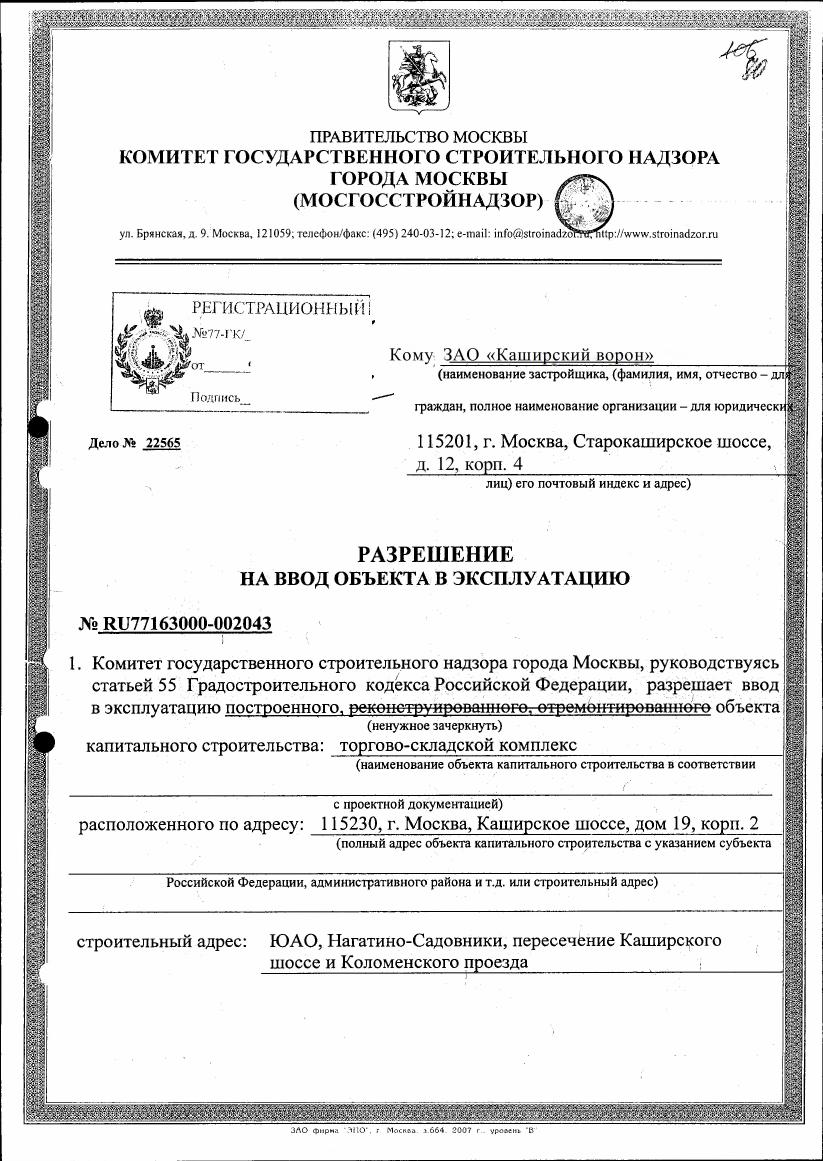 106
80
ПРАВИТЕЛЬСТВО МОСКВЫ
КОМИТЕТ ГОСУДАРСТВЕННОГО СТРОИТЕЛЬНОГО НАДЗОРА
ГОРОДА МОСКВЫ
(МОСГОССТРОЙНАДЗОР)
ул. Брянская, д. 9. Москва, 121059; телефон/факс: (495) 240-03-12; e-mail: info@stroinadzor.ru, http://www.stroinadzor.ru
РЕГИСТРАЦИОННЫЙ
№77-ГК/_
от
Подпись
Кому ЗАО «Каширский ворон»
(наименование застройщика, (фамилия, имя, отчество – для
граждан, полное наименование организации – для юридических
Дело № 22565
115201, г. Москва, Старокаширское шоссе,
д. 12, корп. 4
лиц) его почтовый индекс и адрес)
РАЗРЕШЕНИЕ
НА ВВОД ОБЪЕКТА В ЭКСПЛУАТАЦИЮ
№ RU77163000-002043
1. Комитет государственного строительного надзора города Москвы, руководствуясь
статьей 55 Градостроительного кодекса Российской Федерации, разрешает ввод
в эксплуатацию построенного, реконструированного, отремонтированного объекта
(ненужное зачеркнуть)
капитального строительства: торгово-складской комплекс
(наименование объекта капитального строительства в соответствии
с проектной документацией)
расположенного по адресу: 115230, г. Москва, Каширское шоссе, дом 19, корп. 2
(полный адрес объекта капитального строительства с указанием субъекта
Российской Федерации, административного района и т.д. или строительный адрес)
строительный адрес: ЮАО, Нагатино-Садовники, пересечение Каширского
шоссе и Коломенского проезда
ЗАО фирма "ЭПО", г. Москва, з.664, 2007 г., уровень "В"